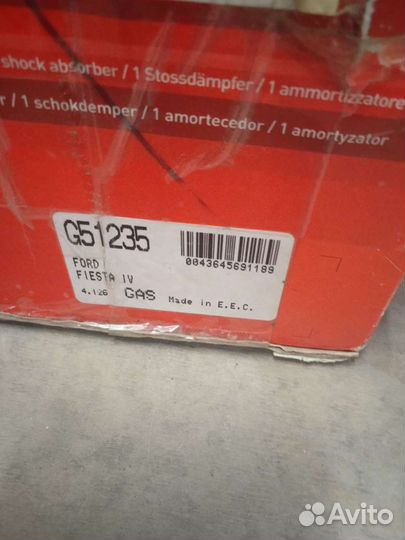 shock absorber / 1 Stossdämpfer / 1 ammortizzatore
/ 1 schokdemper / 1 amortecedor / 1 amortyzator
G51235
0043645691189
FORD
FIESTA IV
4.126 GAS Made in E.E.C.
Avito